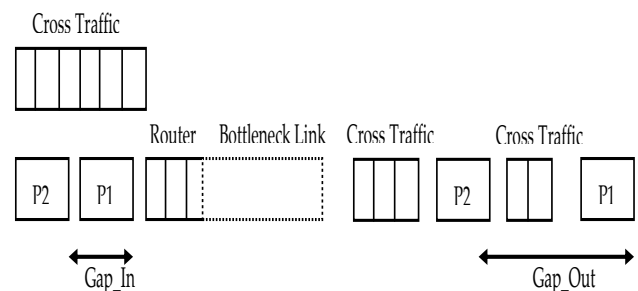 Cross Traffic
Router Bottleneck Link Cross Traffic Cross Traffic
P2 P1 P2 P1
Gap_In Gap_Out